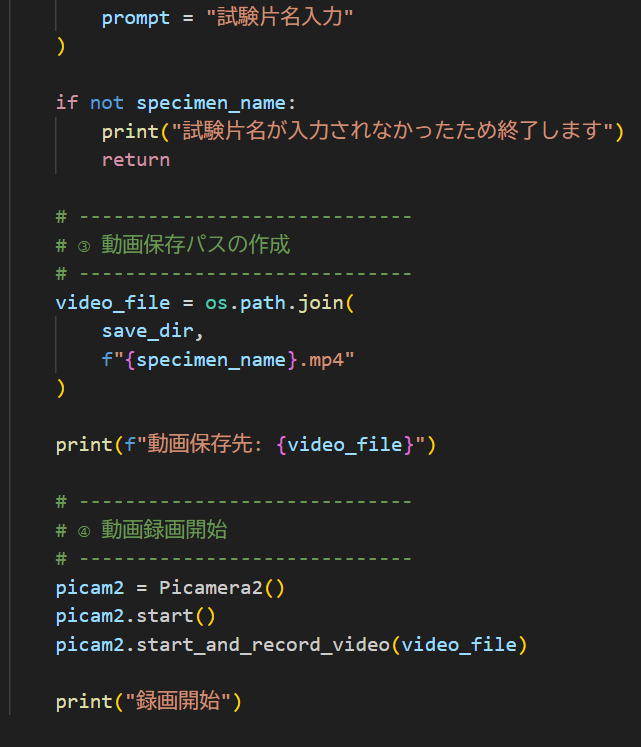 prompt = "試験片名入力"
)
if not specimen_name:
print("試験片名が入力されなかったため終了します")
return
# -----------------------------
# ③ 動画保存パスの作成
# -----------------------------
video_file = os.path.join(
save_dir,
f"{specimen_name}.mp4"
)
print(f"動画保存先: {video_file}")
# -----------------------------
# ④ 動画録画開始
# -----------------------------
picam2 = Picamera2()
picam2.start()
picam2.start_and_record_video(video_file)
print("録画開始")